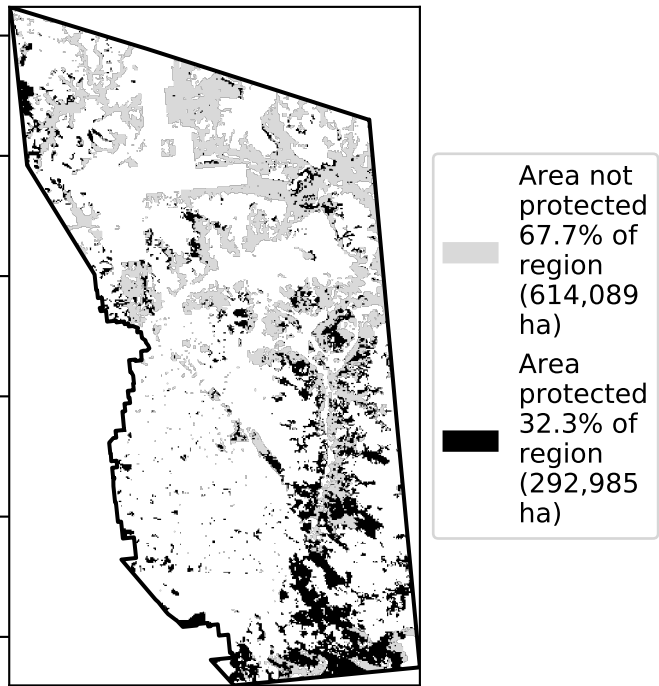 Area not
protected
67.7% of
region
(614,089
ha)
Area
protected
32.3% of
region
(292,985
ha)